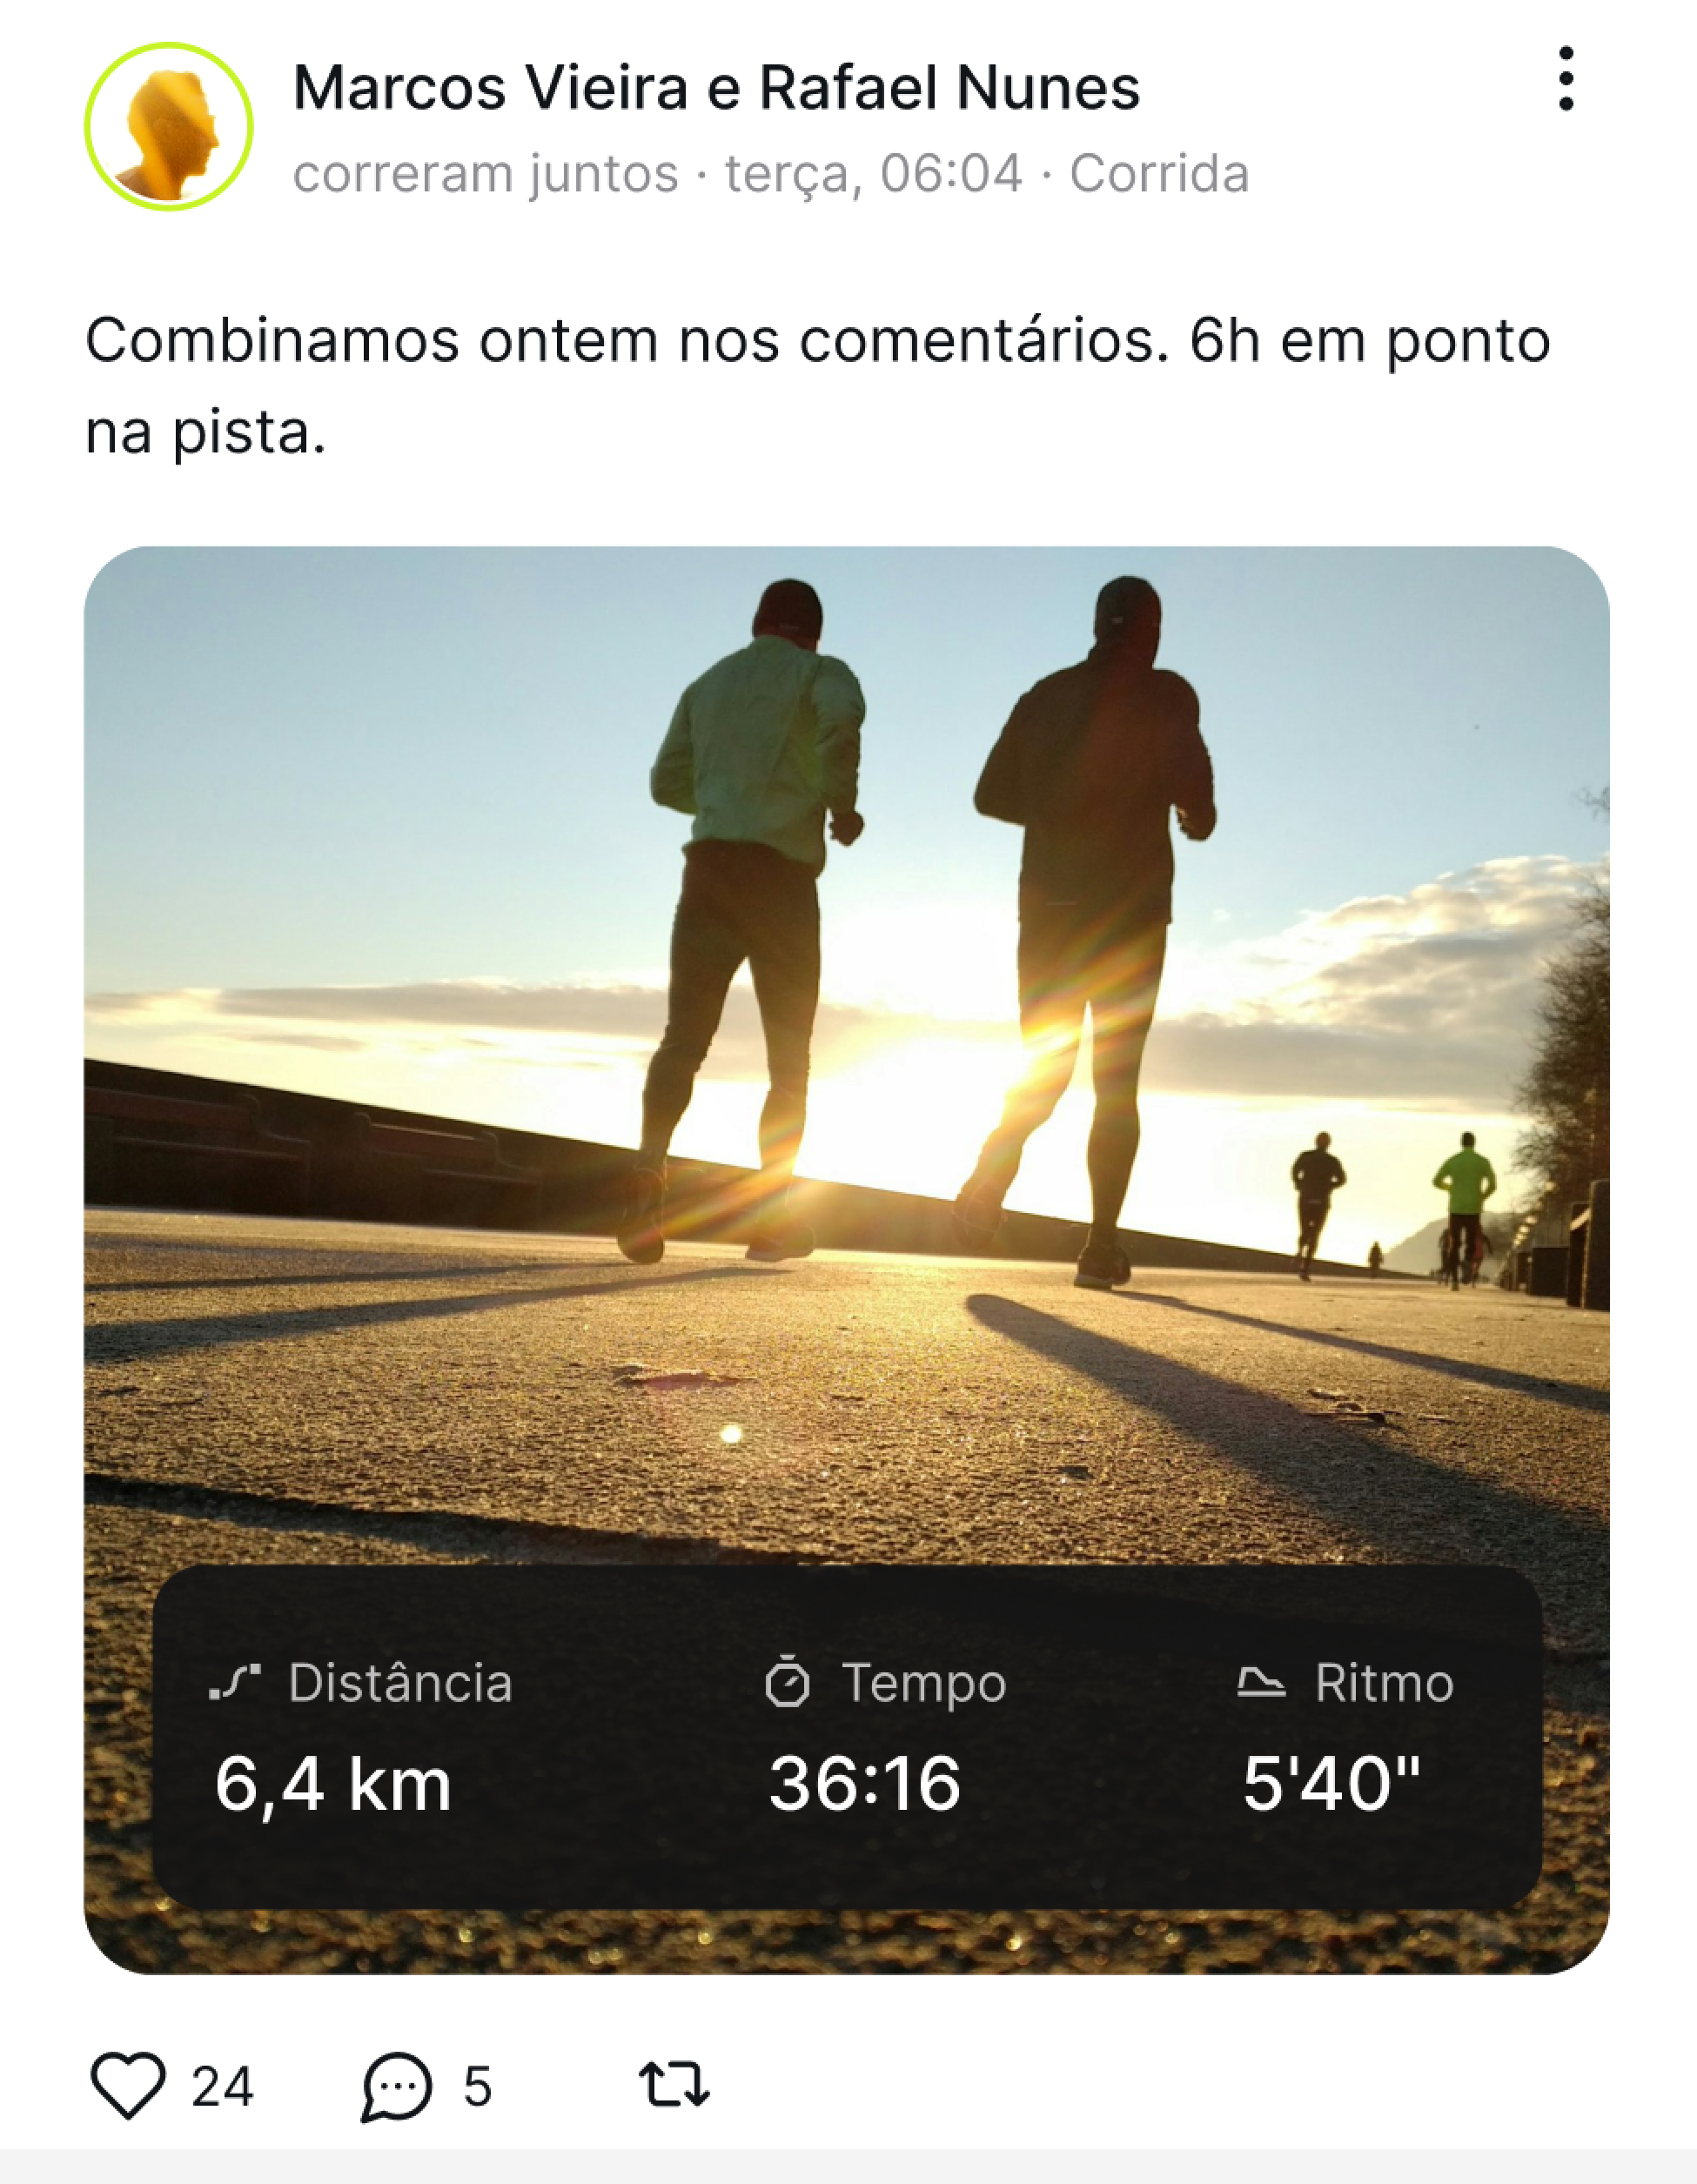 Marcos Vieira e Rafael Nunes
correram juntos · terça, 06:04 · Corrida
Combinamos ontem nos comentários. 6h em ponto
na pista.
Distância
Tempo
Ritmo
6,4 km
36:16
5'40"
24
5